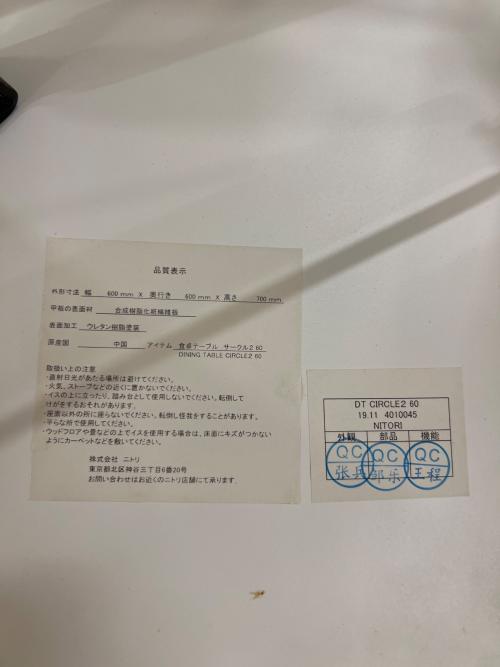 品質表示
外形寸法 幅 600 mm X 奥行き 600 mm X 高さ 700 mm
甲板の表面材 合成樹脂化粧繊維板
表面加工 ウレタン樹脂塗装
原産国 中国 アイテム 食卓テーブル サークル2 60
DINING TABLE CIRCLE2 60
取扱い上の注意
・直射日光があたる場所は避けてください。
・火気、ストーブなどの近くに置かないでください。
・イスの上に立ったり、踏み台として使用しないでください。転倒して
けがをするおそれがあります。
・座面以外の所に座らないでください。転倒し怪我をすることがあります。
・平らな所で使用してください。
・ウッドフロアや畳などの上でイスを使用する場合は、床面にキズがつかない
ようにカーペットなどを敷いてください。
株式会社 ニトリ
東京都北区神谷三丁目6番20号
お問い合わせはお近くのニトリ店舗にて承ります。
DT CIRCLE2 60
19.11 4010045
NITORI
外観 部品 機能
QC QC QC
张兵 邹乐 王程